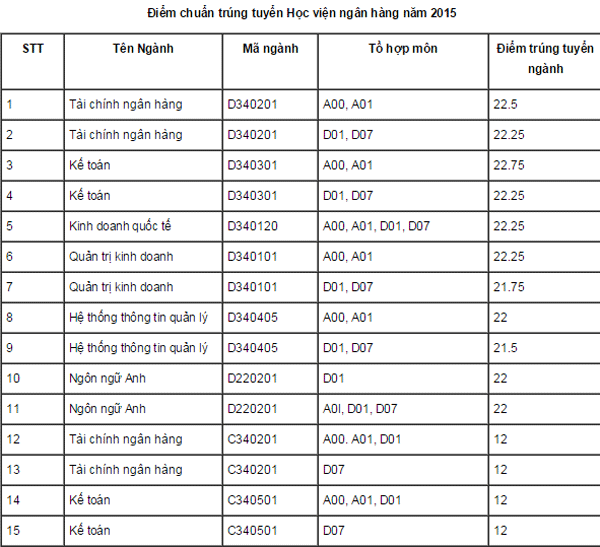 Điểm chuẩn trúng tuyển Học viện ngân hàng năm 2015
STT Tên Ngành Mã ngành Tổ hợp môn Điểm trúng tuyển
ngành
1 Tài chính ngân hàng D340201 A00, A01 22.5
2 Tài chính ngân hàng D340201 D01, D07 22.25
3 Kế toán D340301 A00, A01 22.75
4 Kế toán D340301 D01, D07 22.25
5 Kinh doanh quốc tế D340120 A00, A01, D01, D07 22.25
6 Quản trị kinh doanh D340101 A00, A01 22.25
7 Quản trị kinh doanh D340101 D01, D07 21.75
8 Hệ thống thông tin quản lý D340405 A00, A01 22
9 Hệ thống thông tin quản lý D340405 D01, D07 21.5
10 Ngôn ngữ Anh D220201 D01 22
11 Ngôn ngữ Anh D220201 A0I, D01, D07 22
12 Tài chính ngân hàng C340201 A00. A01, D01 12
13 Tài chính ngân hàng C340201 D07 12
14 Kế toán C340501 A00, A01, D01 12
15 Kế toán C340501 D07 12